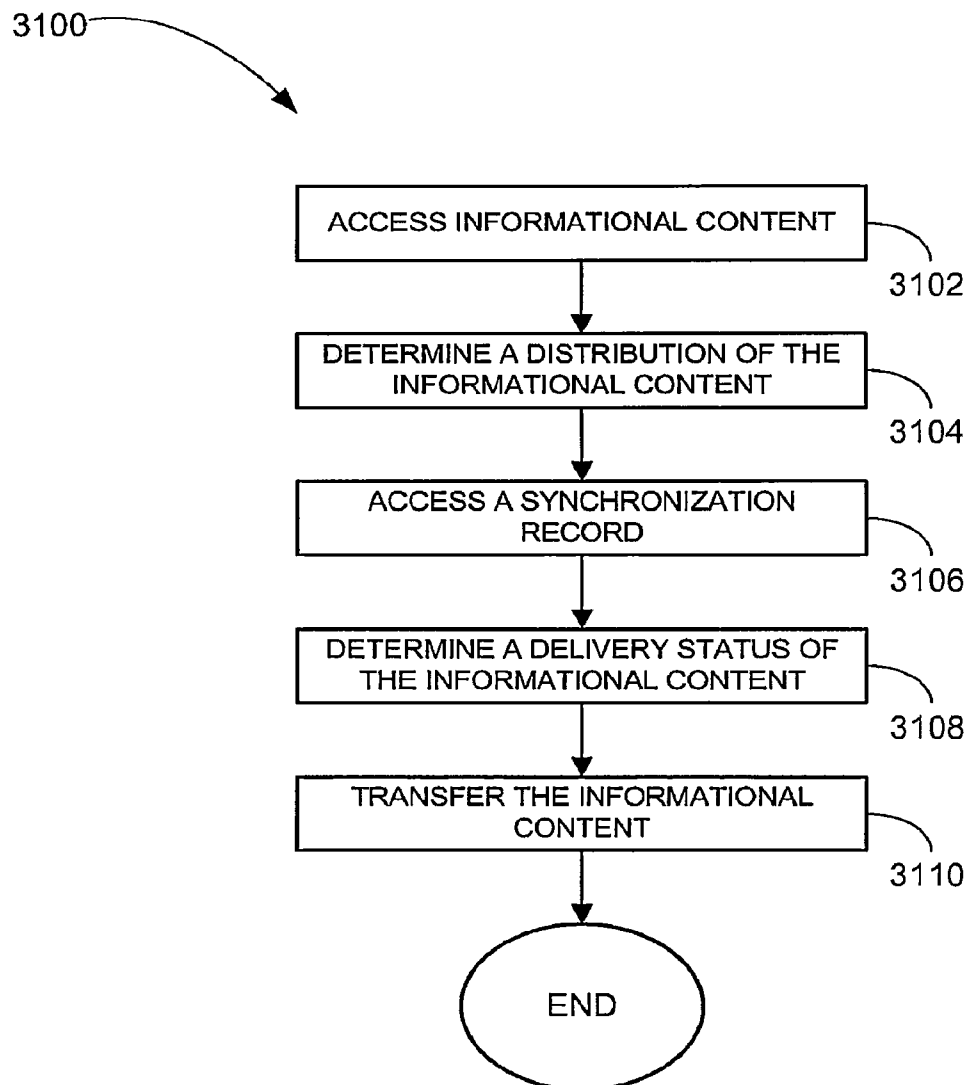 3100
ACCESS INFORMATIONAL CONTENT
3102
DETERMINE A DISTRIBUTION OF THE
INFORMATIONAL CONTENT
3104
ACCESS A SYNCHRONIZATION
RECORD
3106
DETERMINE A DELIVERY STATUS OF
THE INFORMATIONAL CONTENT
3108
TRANSFER THE INFORMATIONAL
CONTENT
3110
END